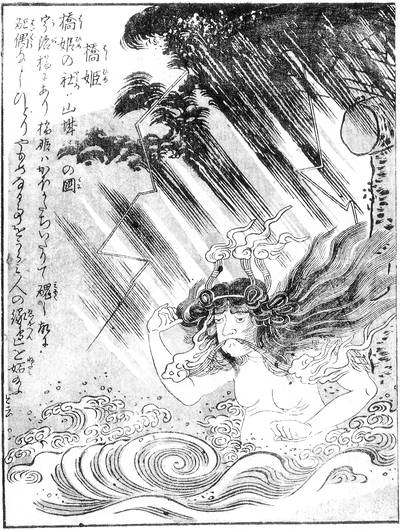 橋姫
橋姫の社は山城の國
宇治橋にあり橋姫ハかほかたちいたりて醜し故に
配偶なしひとりやもめなる事をうらみ人の縁辺を妬給ふ
と云